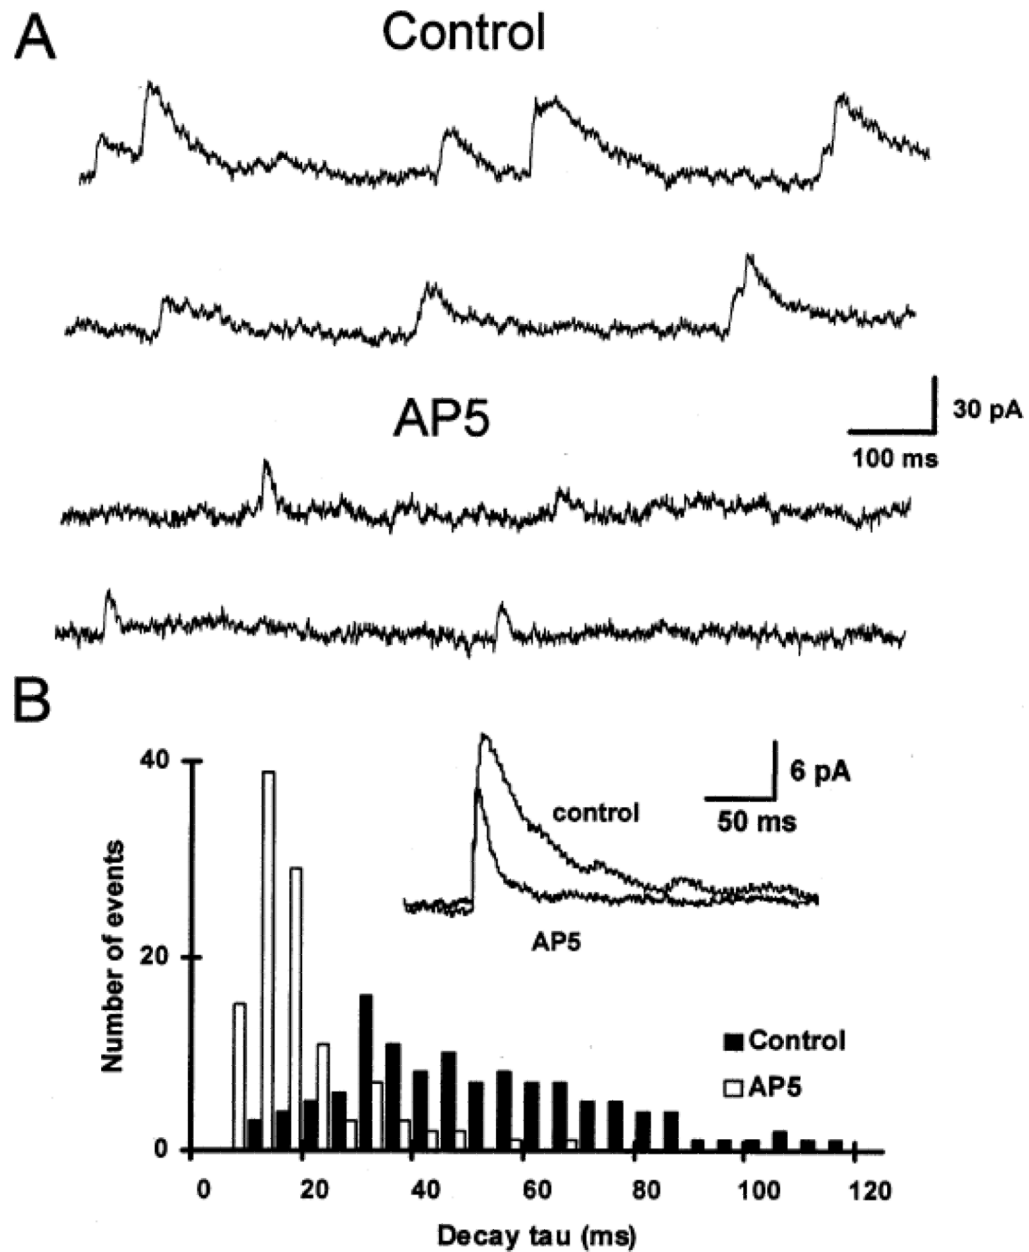 A
Control
30 pA
100 ms
AP5
B
40
20
0
Number of events
6 pA
50 ms
control
AP5
Control
AP5
0 20 40 60 80 100 120
Decay tau (ms)